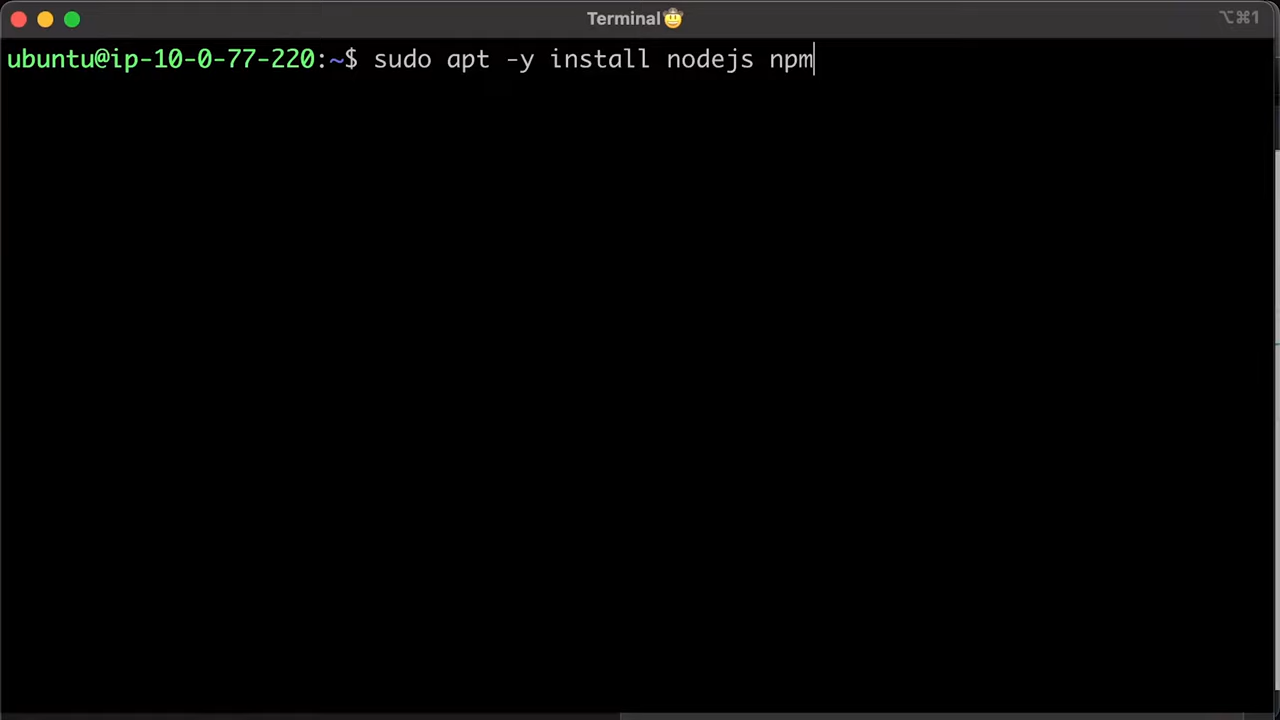 Terminal🤠
⌥⌘1
ubuntu@ip-10-0-77-220:~$ sudo apt -y install nodejs npm